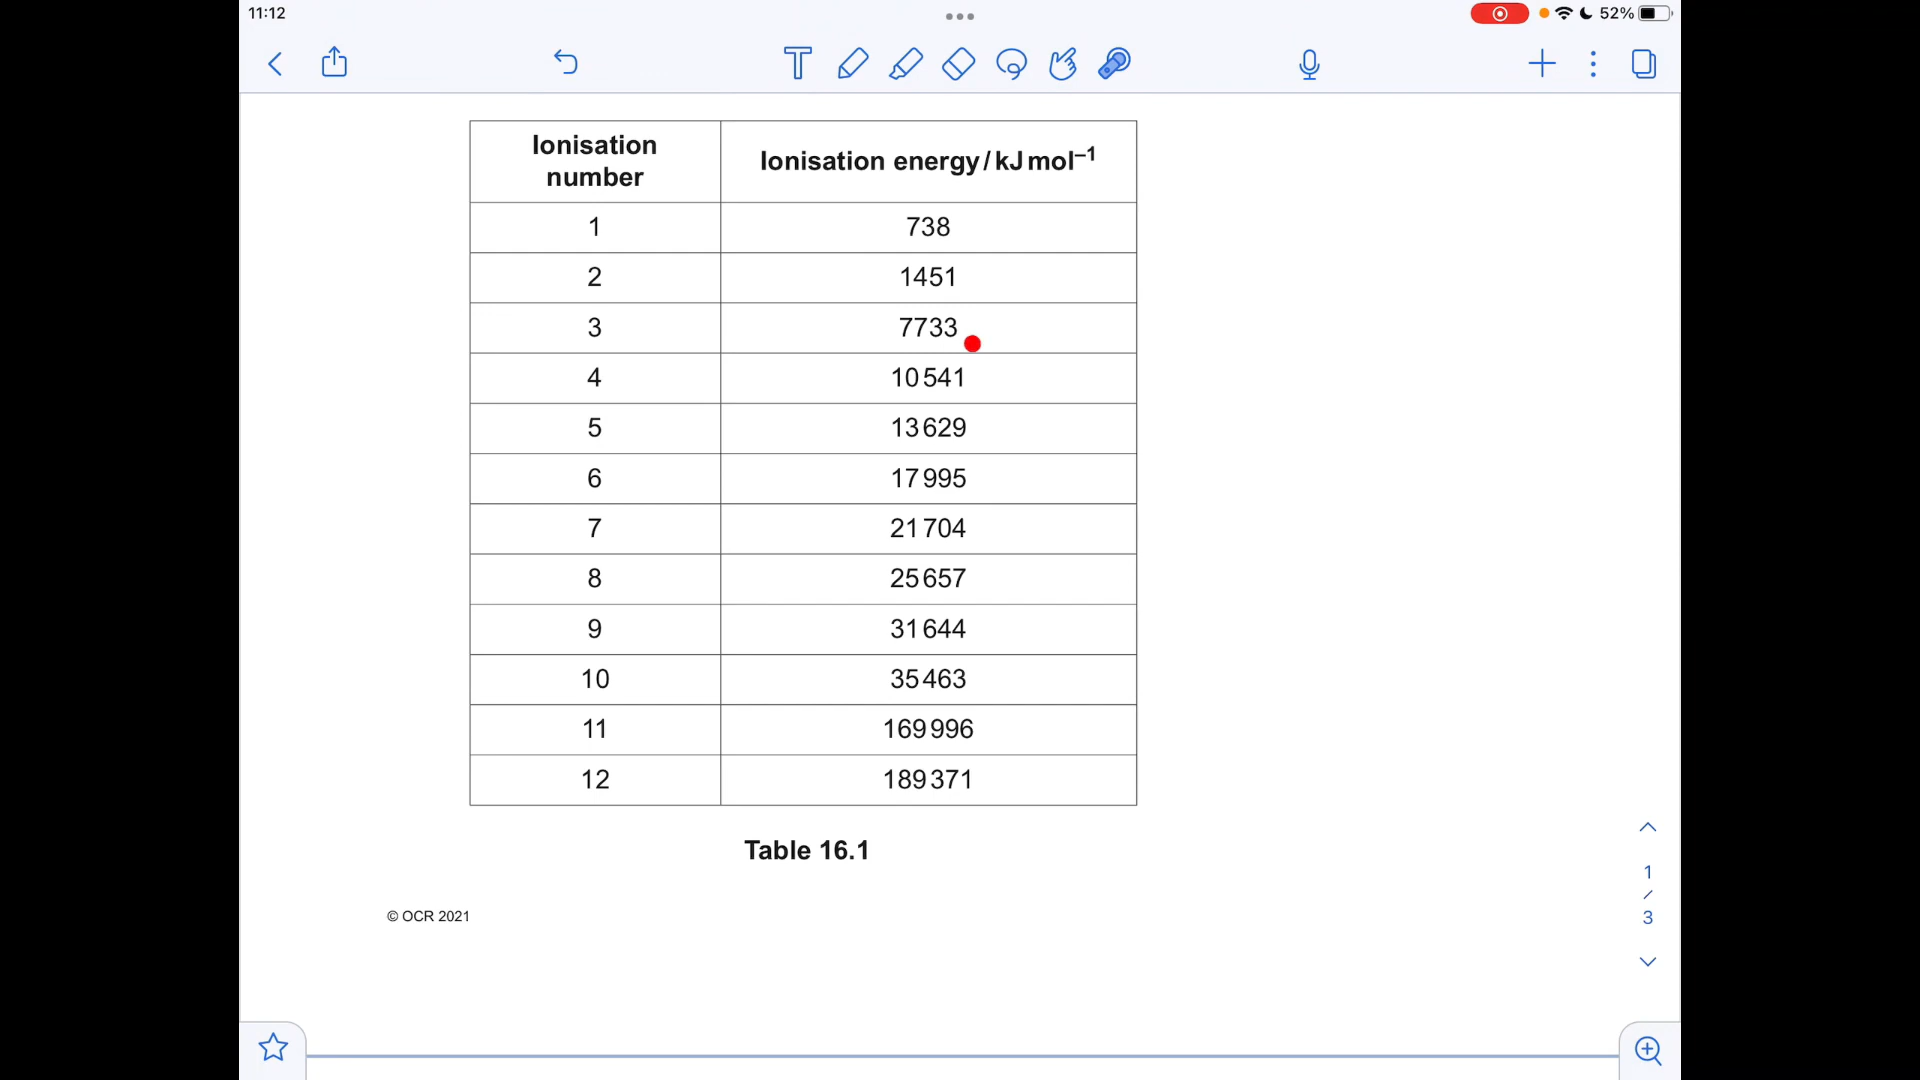 11:12
52%
Ionisation number
Ionisation energy/kJ mol⁻¹
1 738
2 1451
3 7733
4 10 541
5 13 629
6 17 995
7 21 704
8 25 657
9 31 644
10 35 463
11 169 996
12 189 371
Table 16.1
© OCR 2021
1
/
3